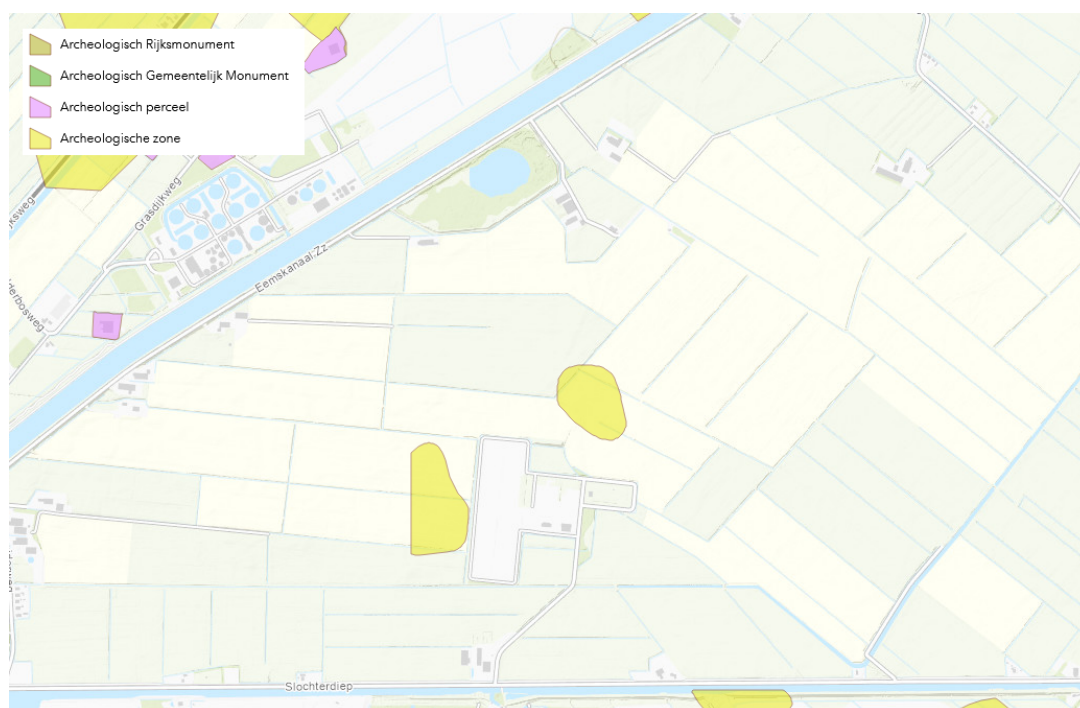 Archeologisch Rijksmonument
Archeologisch Gemeentelijk Monument
Archeologisch perceel
Archeologische zone
Grasdijkweg
Eemskanaal Zz
Slochterdiep